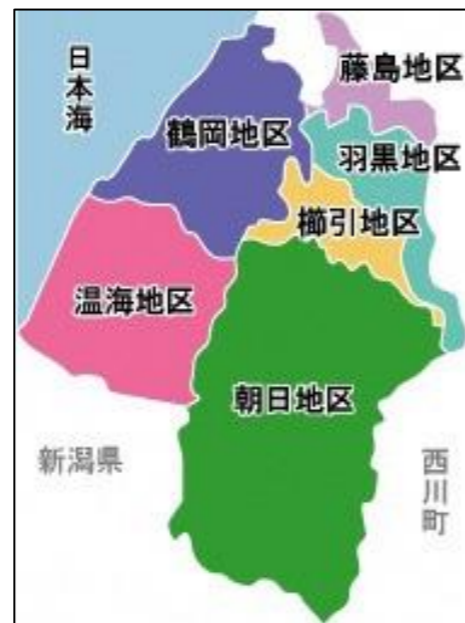 日本海
藤島地区
鶴岡地区
羽黒地区
櫛引地区
温海地区
朝日地区
新潟県
西川町